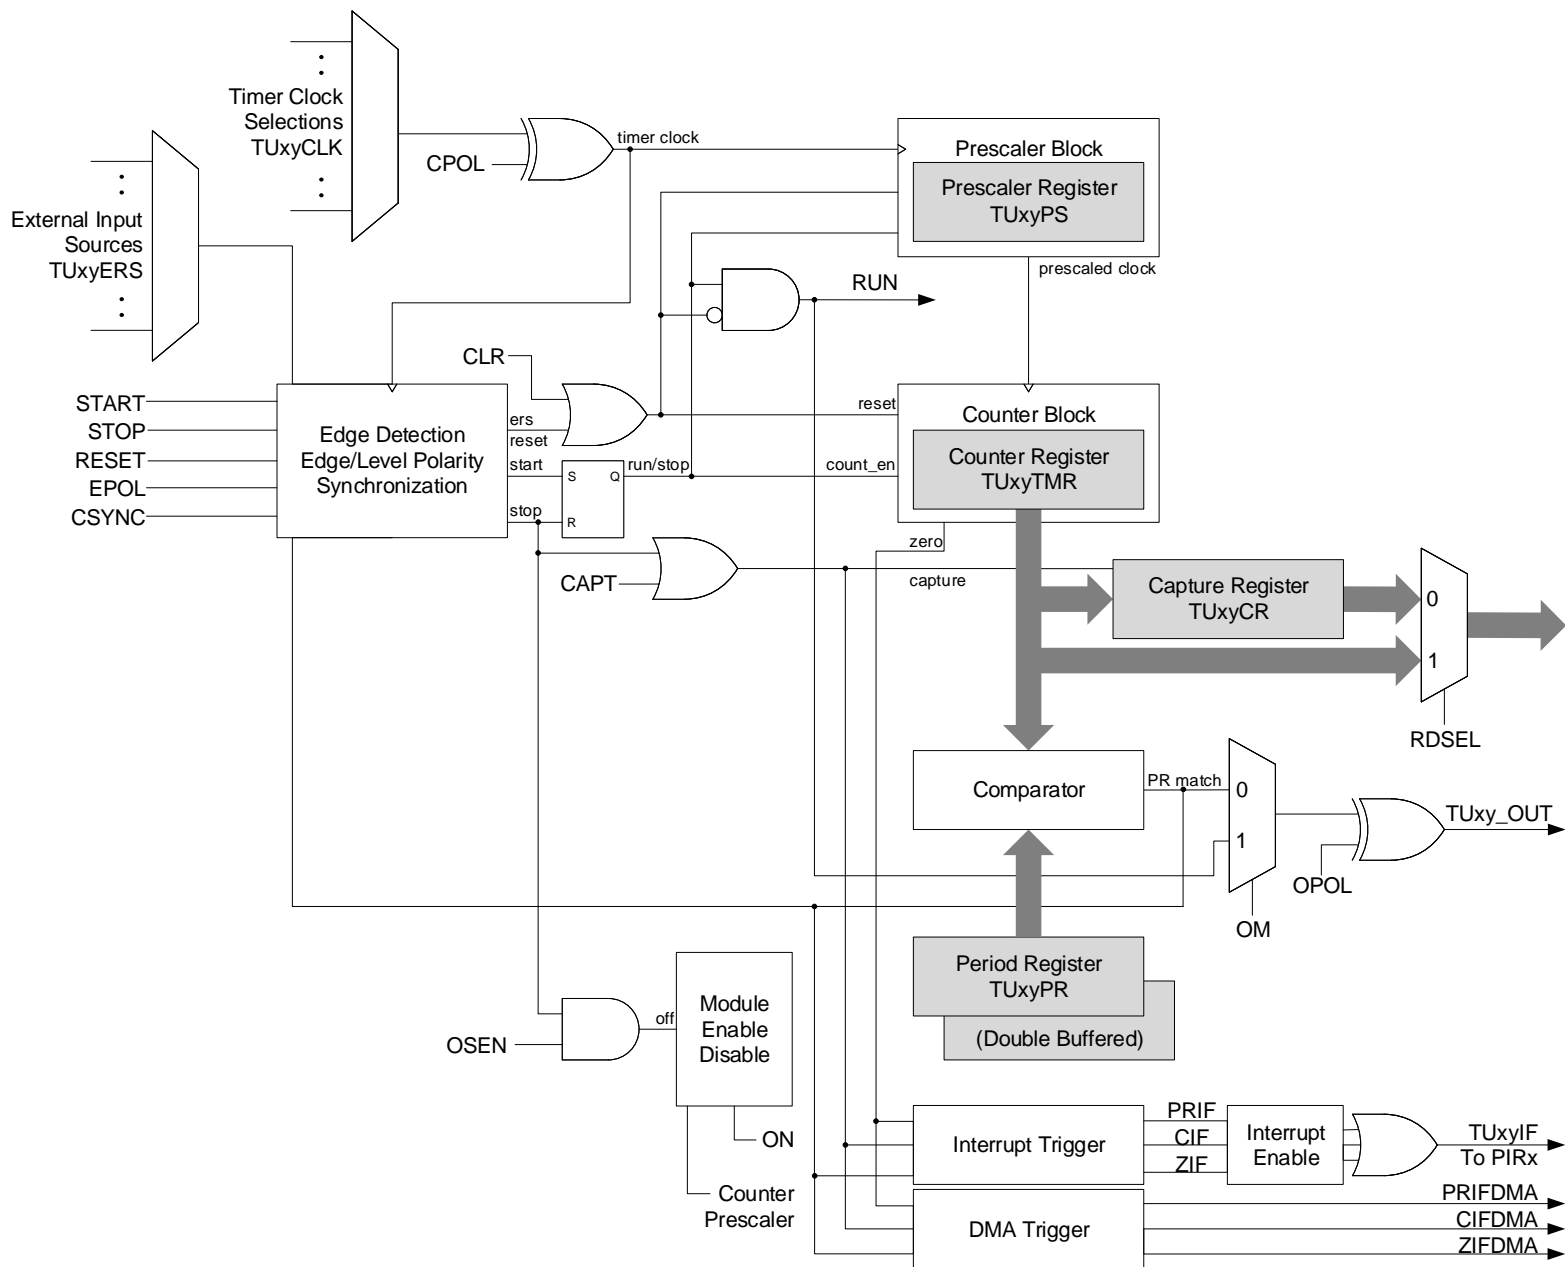 Timer Clock
Selections
TUxyCLK
External Input
Sources
TUxyERS
CPOL
timer clock
Prescaler Block
Prescaler Register
TUxyPS
prescaled clock
RUN
CLR
START
STOP
RESET
EPOL
CSYNC
Edge Detection
Edge/Level Polarity
Synchronization
ers
reset
start
stop
S
Q
R
run/stop
reset
count_en
Counter Block
Counter Register
TUxyTMR
zero
CAPT
capture
Capture Register
TUxyCR
0
1
RDSEL
Comparator
PR match
0
1
OM
OPOL
TUxy_OUT
Period Register
TUxyPR
(Double Buffered)
OSEN
off
Module
Enable
Disable
ON
Counter
Prescaler
Interrupt Trigger
PRIF
CIF
ZIF
Interrupt
Enable
TUxyIF
To PIRx
DMA Trigger
PRIFDMA
CIFDMA
ZIFDMA